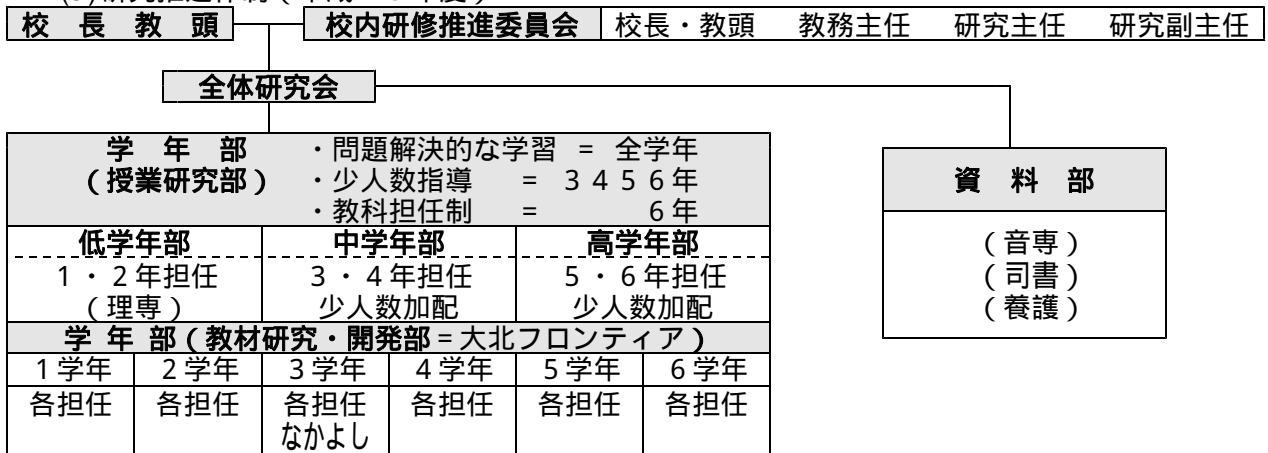 校 長 教 頭 校内研修推進委員会 校長・教頭 教務主任 研究主任 研究副主任
全体研究会
学 年 部 ・問題解決的な学習 = 全学年
(授業研究部) ・少人数指導 = 3456年
・教科担任制 = 6年
資 料 部
低学年部 中学年部 高学年部
1・2年担任 3・4年担任 5・6年担任
(理専) 少人数加配 少人数加配
(音専)
(司書)
(養護)
学 年 部(教材研究・開発部=大北フロンティア)
1学年 2学年 3学年 4学年 5学年 6学年
各担任 各担任 各担任 各担任 各担任 各担任
なかよし